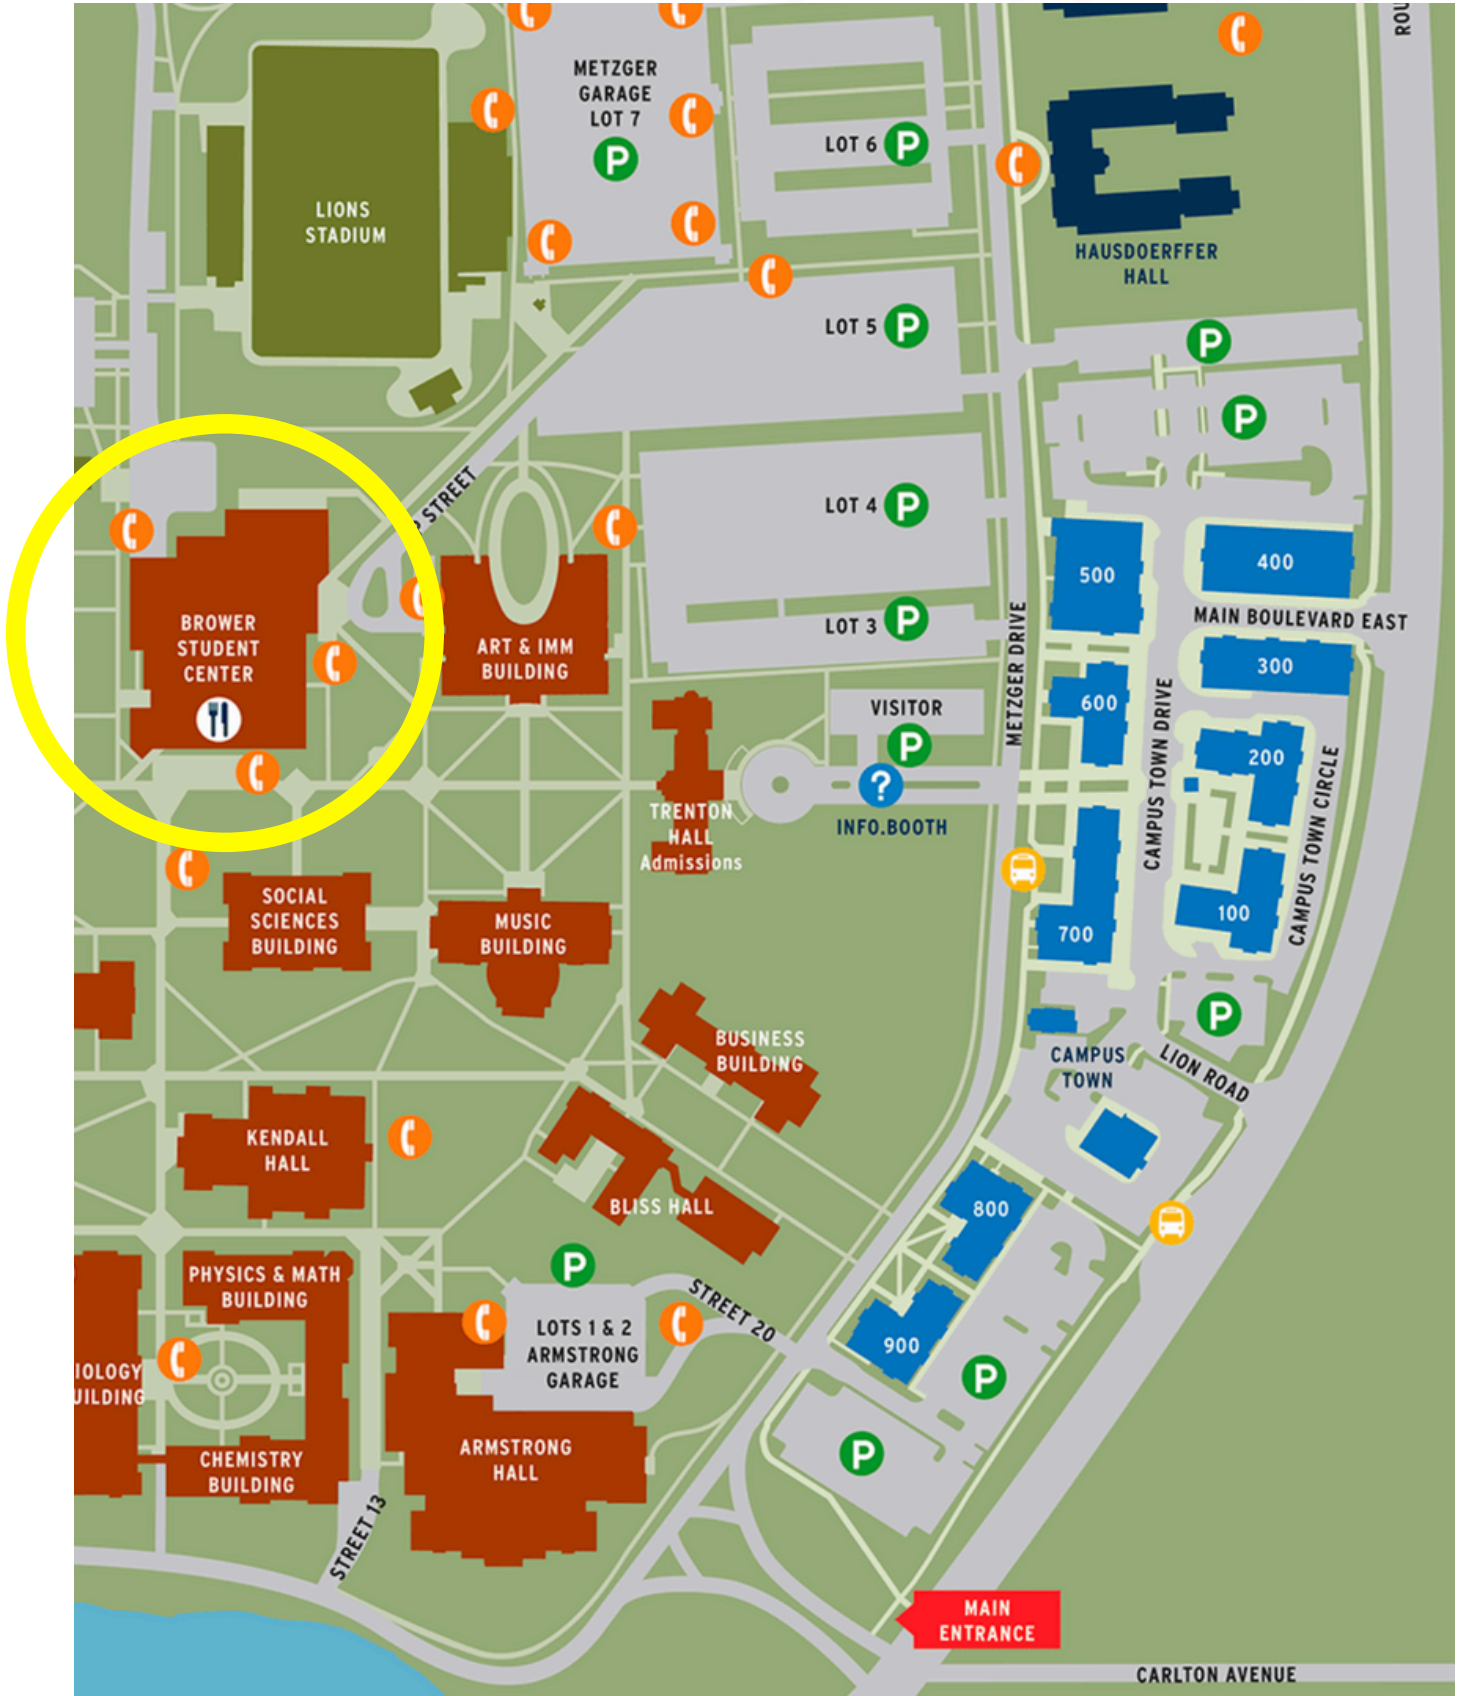 METZGER
GARAGE
LOT 7
P
LIONS
STADIUM
LOT 6 P
HAUSDOERFFER
HALL
LOT 5 P
P
P
STREET
LOT 4 P
500
400
MAIN BOULEVARD EAST
LOT 3 P
BROWER
STUDENT
CENTER
ART & IMM
BUILDING
METZGER DRIVE
300
600
VISITOR
P
?
INFO.BOOTH
CAMPUS TOWN DRIVE
200
CAMPUS TOWN CIRCLE
TRENTON
HALL
Admissions
SOCIAL
SCIENCES
BUILDING
MUSIC
BUILDING
700
100
P
BUSINESS
BUILDING
CAMPUS
TOWN
LION ROAD
KENDALL
HALL
BLISS HALL
800
P
PHYSICS & MATH
BUILDING
STREET 20
LOTS 1 & 2
ARMSTRONG
GARAGE
900
P
IOLOGY
UILDING
CHEMISTRY
BUILDING
ARMSTRONG
HALL
P
STREET 13
MAIN
ENTRANCE
CARLTON AVENUE
ROU